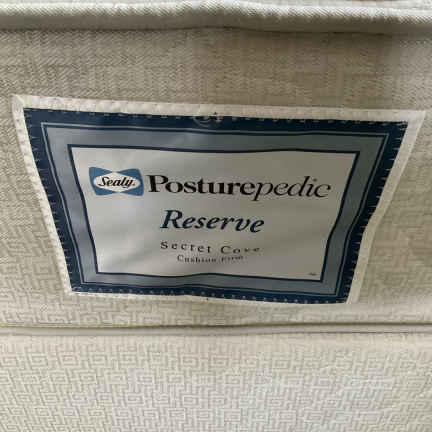 Sealy Posturepedic
Reserve
Secret Cove
Cushion Firm